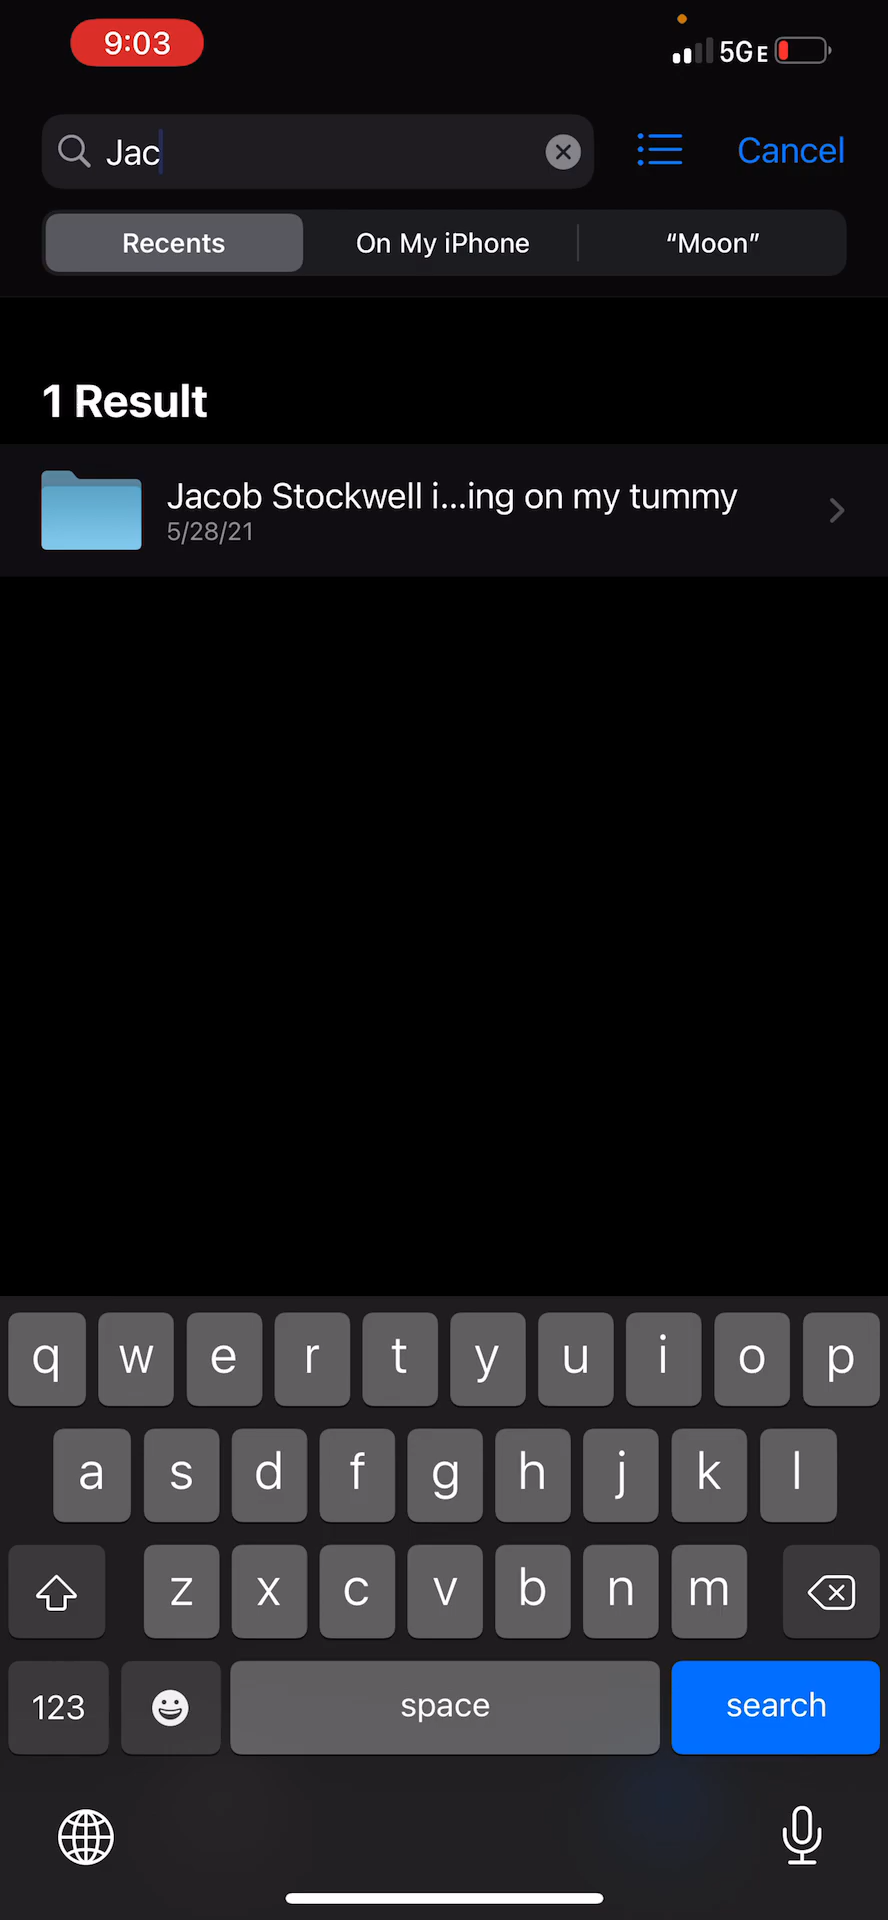 9:03
5G E
Jac
Cancel
Recents
On My iPhone
“Moon”
1 Result
Jacob Stockwell i...ing on my tummy
5/28/21
q w e r t y u i o p
a s d f g h j k l
z x c v b n m
123
space
search